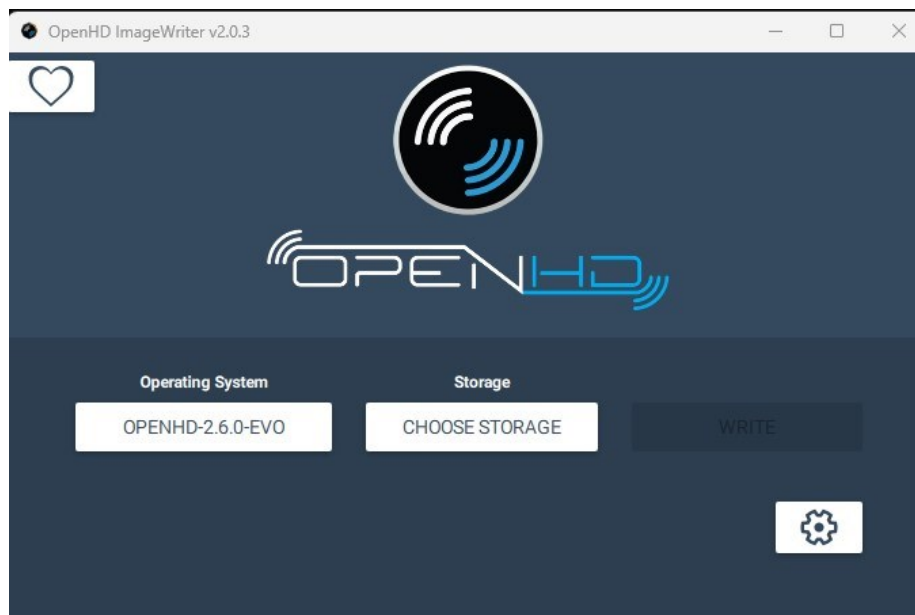 OpenHD ImageWriter v2.0.3
OPENHD
Operating System
Storage
OPENHD-2.6.0-EVO
CHOOSE STORAGE
WRITE